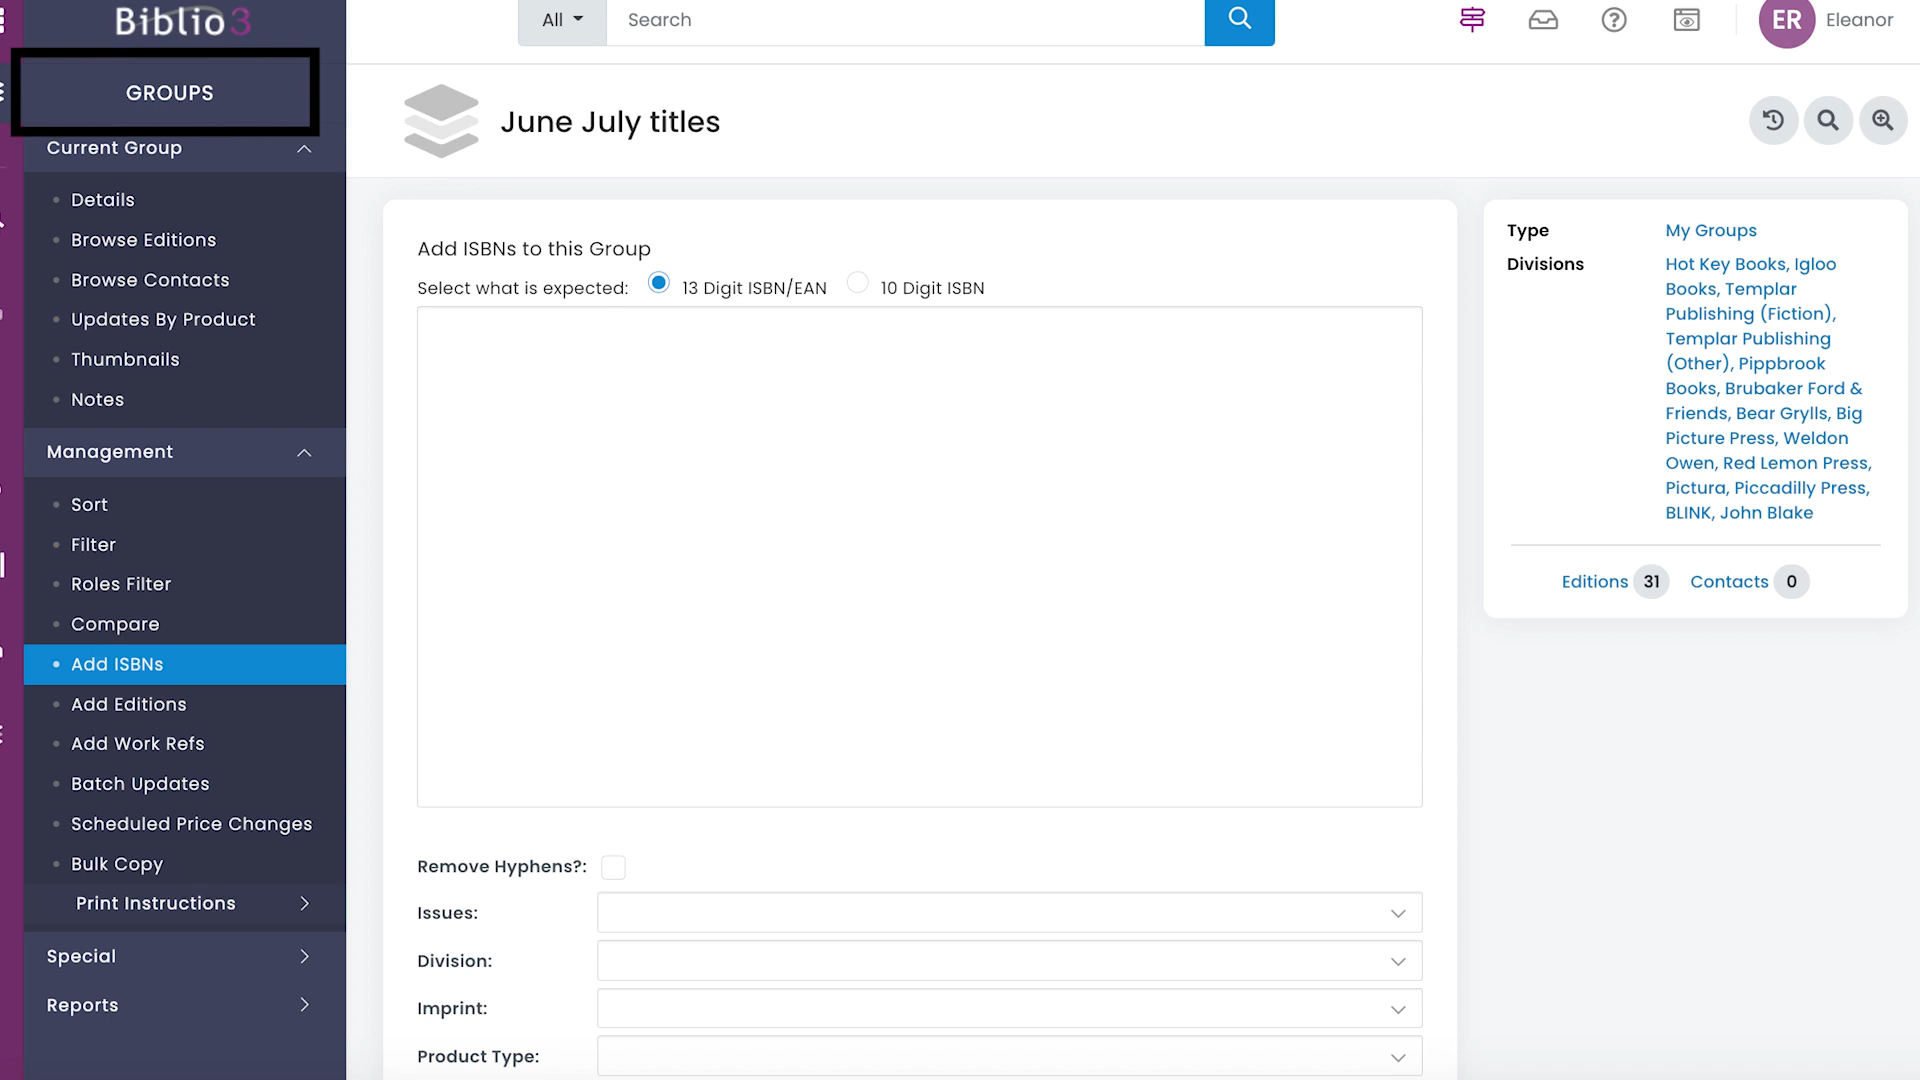 Biblio3
All
Search
ER
Eleanor
GROUPS
June July titles
Current Group
Details
Browse Editions
Browse Contacts
Updates By Product
Thumbnails
Notes
Management
Sort
Filter
Roles Filter
Compare
Add ISBNs
Add Editions
Add Work Refs
Batch Updates
Scheduled Price Changes
Bulk Copy
Print Instructions
Special
Reports
Add ISBNs to this Group
Select what is expected: 13 Digit ISBN/EAN 10 Digit ISBN
Remove Hyphens?:
Issues:
Division:
Imprint:
Product Type:
Type My Groups
Divisions Hot Key Books, Igloo
Books, Templar
Publishing (Fiction),
Templar Publishing
(Other), Pippbrook
Books, Brubaker Ford &
Friends, Bear Grylls, Big
Picture Press, Weldon
Owen, Red Lemon Press,
Pictura, Piccadilly Press,
BLINK, John Blake
Editions 31 Contacts 0